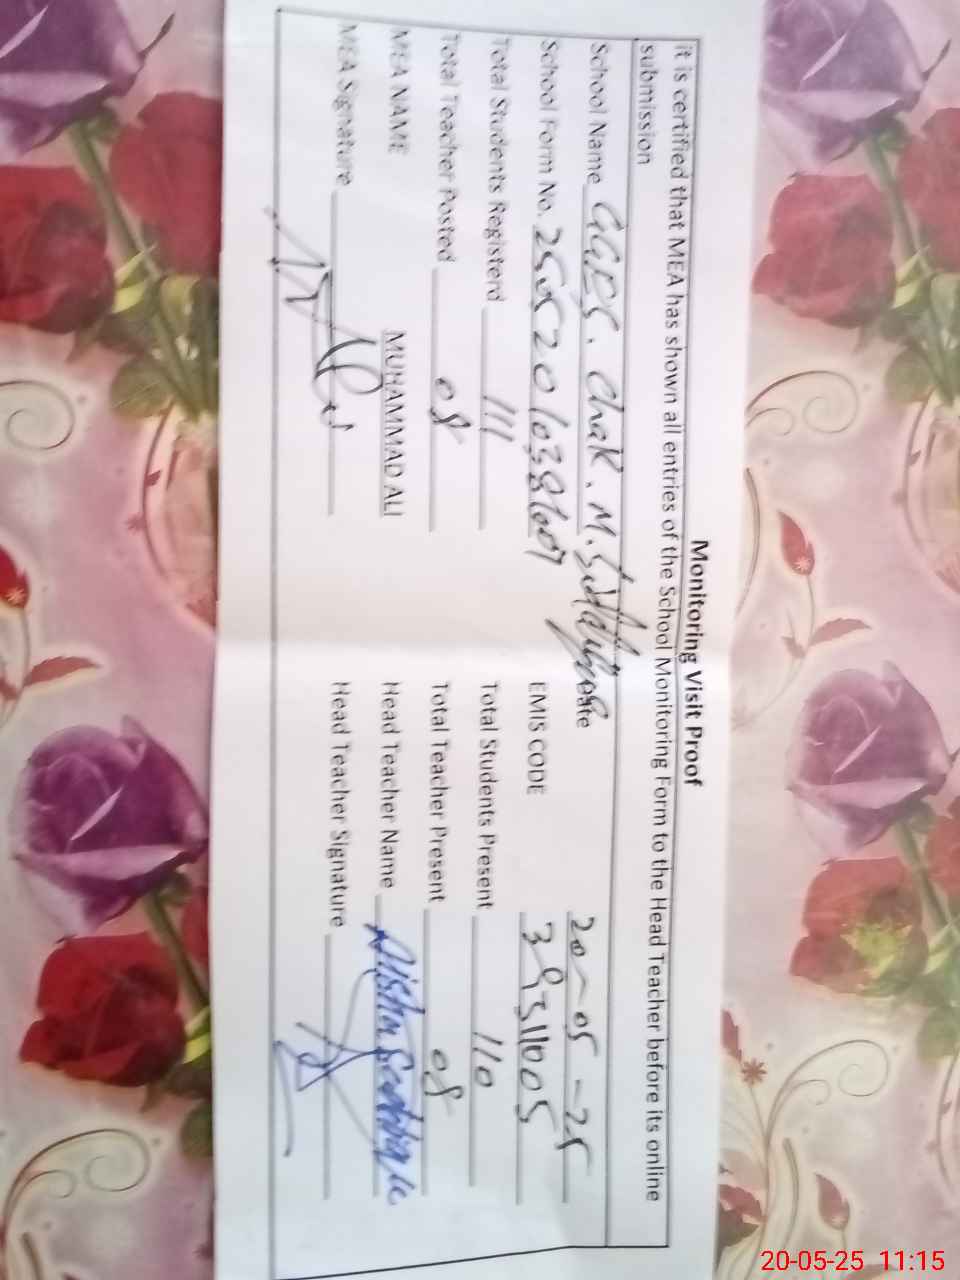 Monitoring Visit Proof
it is certified that MEA has shown all entries of the School Monitoring Form to the Head Teacher before its online
submission
School Name GGPS. Chak. M. Date 20-05-25
School Form No. EMIS CODE
Total Students Registerd 111 Total Students Present 110
Total Teacher Posted 08 Total Teacher Present 08
MEA NAME MUHAMMAD ALI Head Teacher Name
MEA Signature Head Teacher Signature
20-05-25 11:15